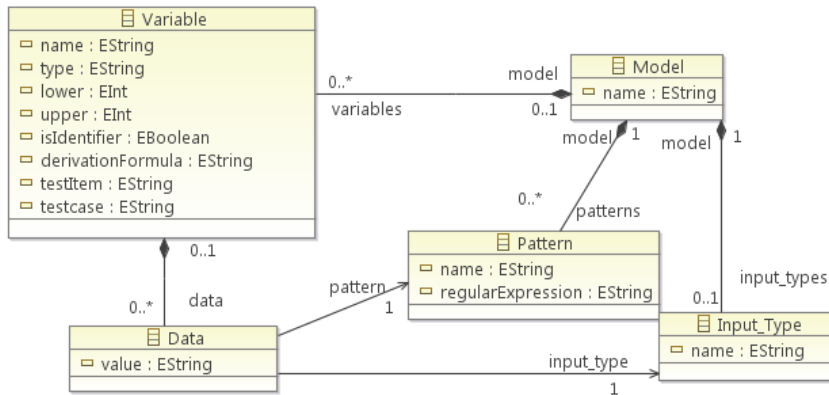 Variable
name : EString
type : EString
lower : EInt
upper : EInt
isIdentifier : EBoolean
derivationFormula : EString
testItem : EString
testcase : EString
0..*
model
variables
0..1
Model
name : EString
model
1
model
1
0..*
patterns
Pattern
name : EString
regularExpression : EString
0..1
data
0..*
pattern
1
input_types
0..1
Data
value : EString
input_type
1
Input_Type
name : EString